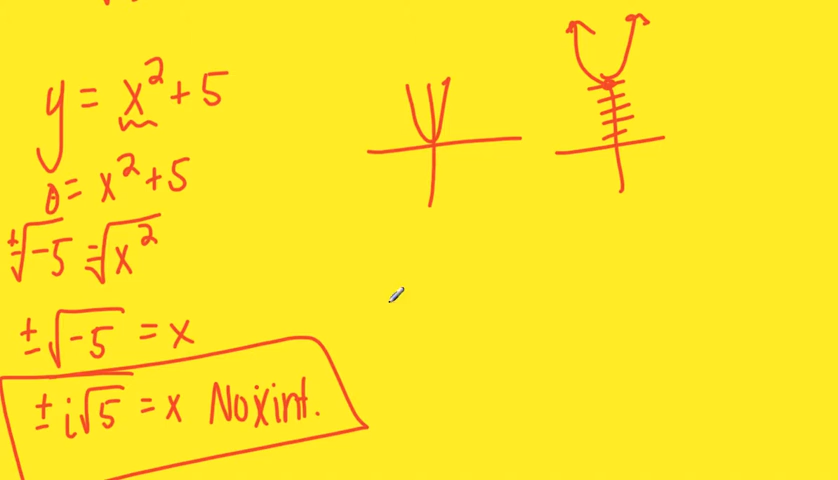 y = x² + 5
0 = x² + 5
±√-5 = √x²
±√-5 = x
±i√5 = x No x int.